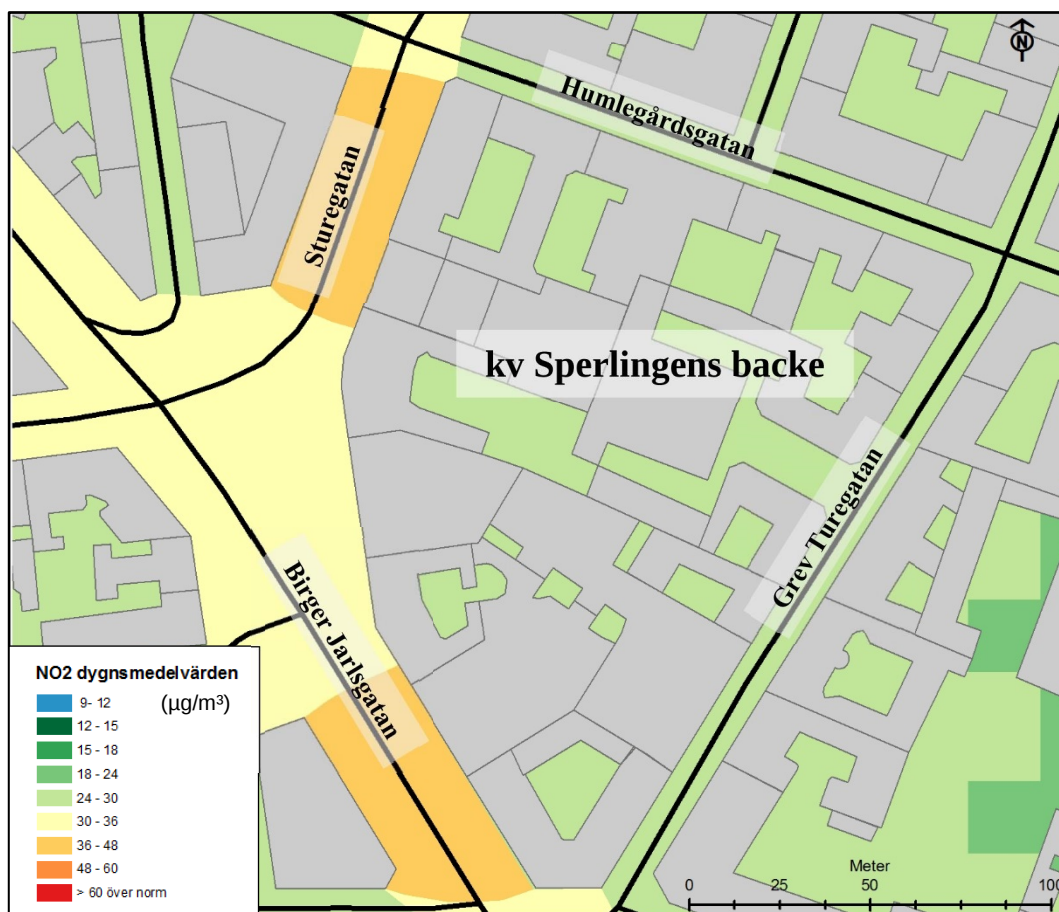 N
Humlegårdsgatan
Sturegatan
kv Sperlingens backe
Grev Turegatan
Birger Jarlsgatan
NO2 dygnsmedelvärden
(µg/m³)
9- 12
12 - 15
15 - 18
18 - 24
24 - 30
30 - 36
36 - 48
48 - 60
> 60 över norm
Meter
0 25 50 100